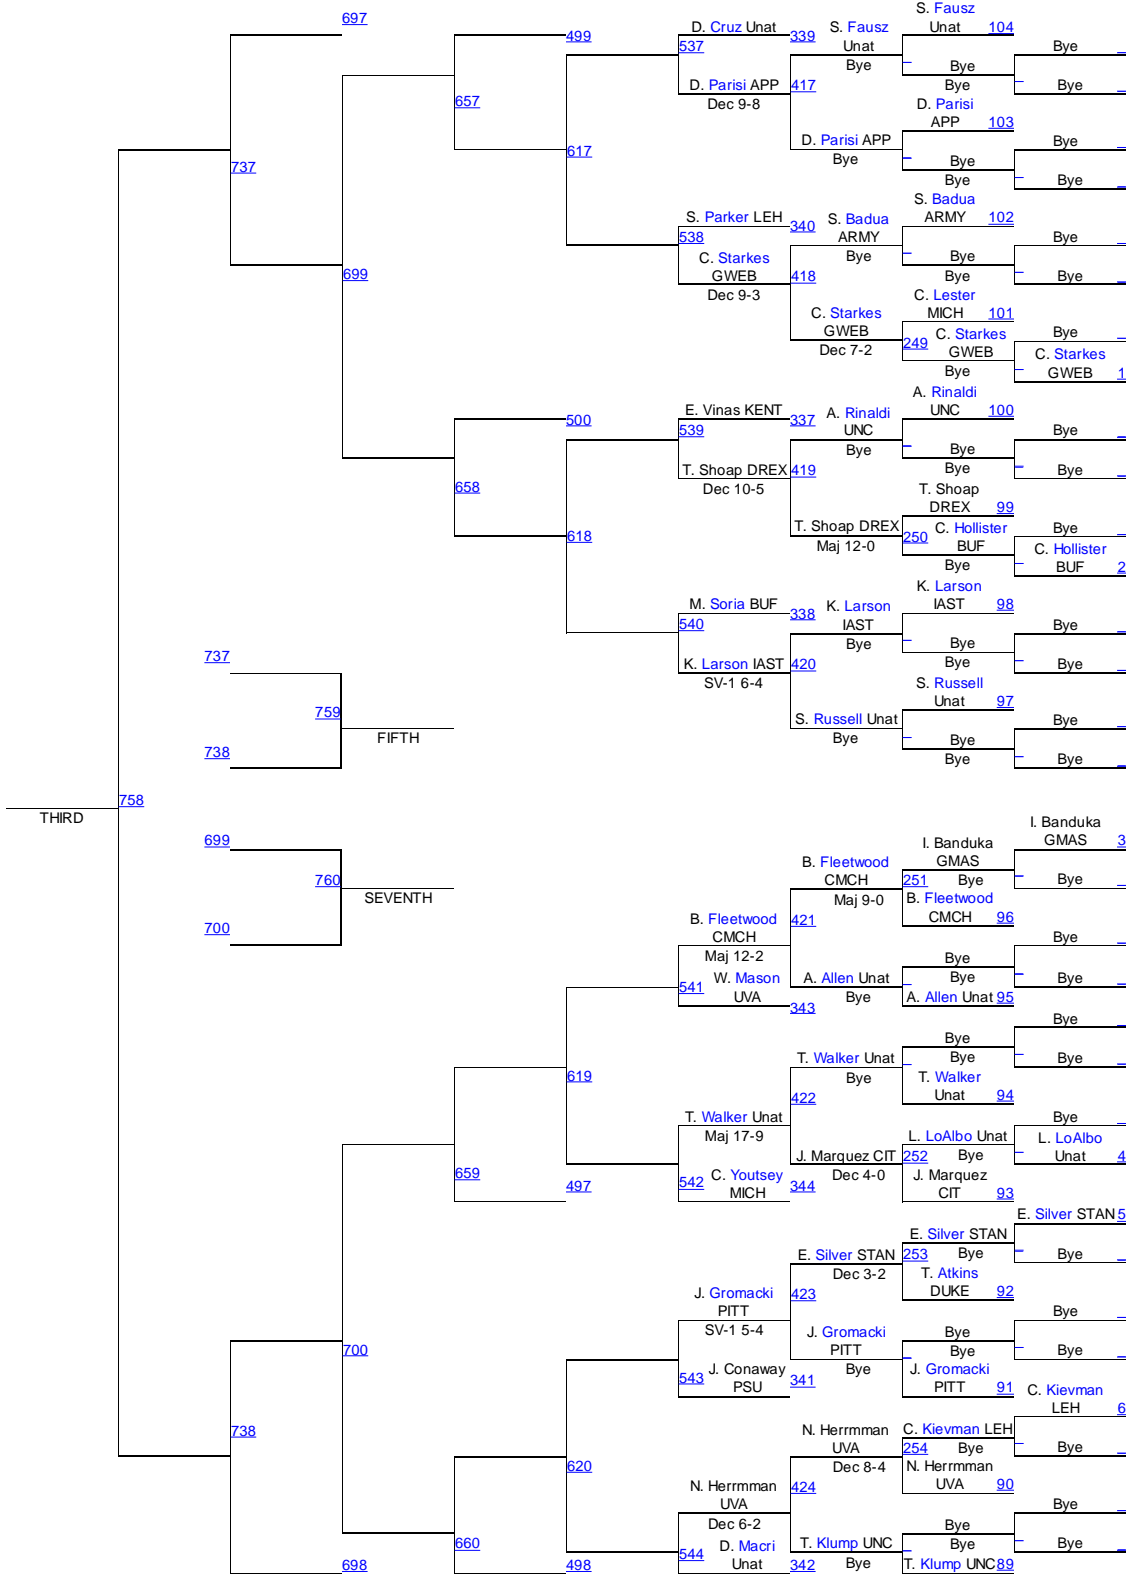 S. Fausz
697
D. Cruz Unat 339 S. Fausz Unat 104
499
537 Unat Bye
Bye
657
D. Parisi APP 417 Bye Bye
Dec 9-8
D. Parisi
APP 103
617 D. Parisi APP Bye
737 Bye Bye Bye
Bye
S. Badua
S. Parker LEH 340 S. Badua ARMY 102
538 ARMY Bye
C. Starkes Bye Bye
699 GWEB 418 Bye Bye
Dec 9-3 C. Lester
C. Starkes MICH 101
GWEB 249 C. Starkes Bye
Dec 7-2 GWEB C. Starkes
Bye GWEB 1
A. Rinaldi
E. Vinas KENT 337 A. Rinaldi UNC 100
500
539 UNC Bye
Bye Bye
T. Shoap DREX 419 Bye Bye
658 Dec 10-5 T. Shoap
DREX 99
618 T. Shoap DREX 250 C. Hollister Bye
Maj 12-0 BUF C. Hollister
Bye BUF 2
K. Larson
M. Soria BUF 338 K. Larson IAST 98
540 IAST Bye
Bye Bye
737 K. Larson IAST 420 Bye Bye
SV-1 6-4 S. Russell
Unat 97
759 S. Russell Unat Bye
FIFTH Bye Bye
738 Bye Bye
758
THIRD
I. Banduka
699 I. Banduka GMAS 3
B. Fleetwood GMAS
760 CMCH 251 Bye Bye
SEVENTH Maj 9-0 B. Fleetwood
B. Fleetwood CMCH 96
700 CMCH 421
Maj 12-2 Bye Bye
W. Mason A. Allen Unat Bye Bye
541 UVA 343 Bye A. Allen Unat 95
Bye
Bye
T. Walker Unat Bye Bye
619 Bye T. Walker
422 Unat 94
T. Walker Unat Bye
Maj 17-9 L. LoAlbo Unat L. LoAlbo
J. Marquez CIT 252 Bye Unat 4
659 C. Youtsey Dec 4-0 J. Marquez
497 542 MICH 344 CIT 93
E. Silver STAN 5
E. Silver STAN
E. Silver STAN 253 Bye Bye
Dec 3-2 T. Atkins
J. Gromacki 423 DUKE 92
PITT Bye
SV-1 5-4 J. Gromacki Bye
700 PITT Bye Bye
543 J. Conaway 341 Bye J. Gromacki
PSU PITT 91 C. Kievman
LEH 6
738 N. Herrmman C. Kievman LEH
UVA 254 Bye Bye
620 Dec 8-4 N. Herrmman
N. Herrmman 424 UVA 90
UVA Bye
Dec 6-2 Bye
660 D. Macri T. Klump UNC Bye Bye
698 498 544 Unat 342 Bye T. Klump UNC 89